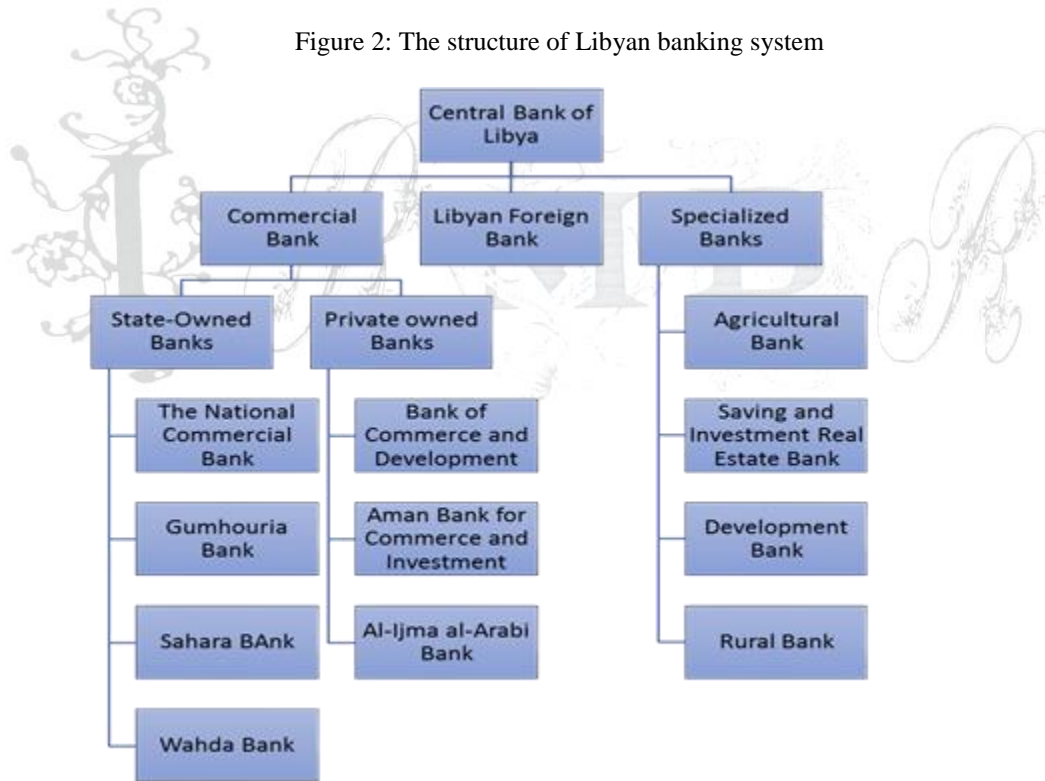 Figure 2: The structure of Libyan banking system
Central Bank of
Libya
Commercial
Bank
Libyan Foreign
Bank
Specialized
Banks
State-Owned
Banks
Private owned
Banks
Agricultural
Bank
The National
Commercial
Bank
Bank of
Commerce and
Development
Saving and
Investment Real
Estate Bank
Gumhouria
Bank
Aman Bank for
Commerce and
Investment
Development
Bank
Sahara BAnk
Al-Ijma al-Arabi
Bank
Rural Bank
Wahda Bank